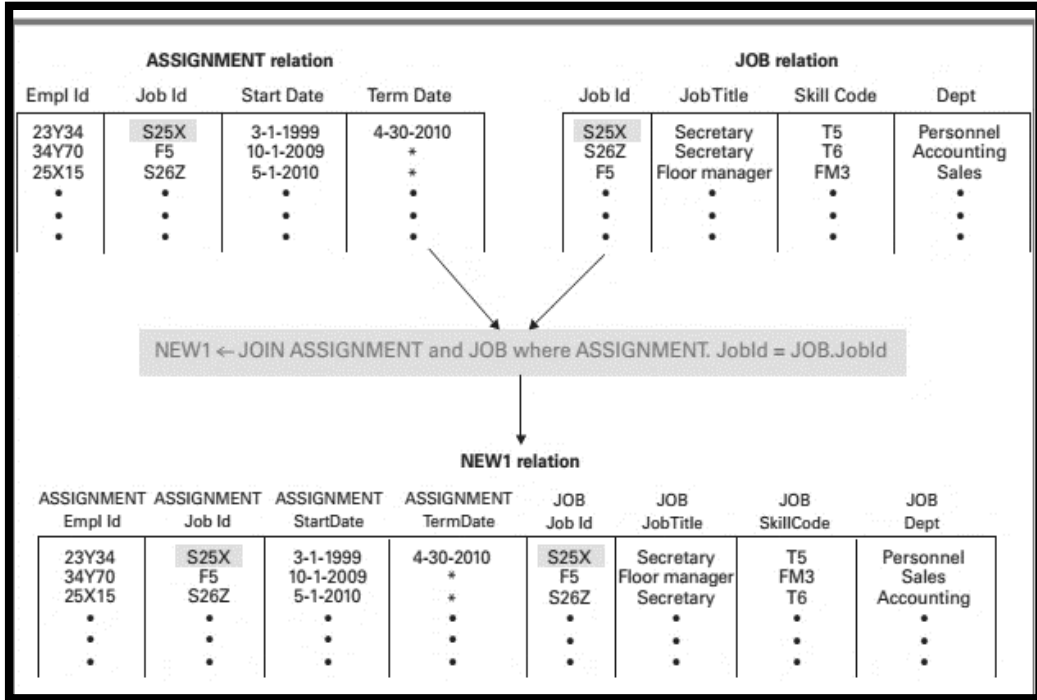 ASSIGNMENT relation
Empl Id Job Id Start Date Term Date
23Y34 S25X 3-1-1999 4-30-2010
34Y70 F5 10-1-2009 *
25X15 S26Z 5-1-2010 *
JOB relation
Job Id JobTitle Skill Code Dept
S25X Secretary T5 Personnel
S26Z Secretary T6 Accounting
F5 Floor manager FM3 Sales
NEW1 ← JOIN ASSIGNMENT and JOB where ASSIGNMENT. JobId = JOB.JobId
NEW1 relation
ASSIGNMENT ASSIGNMENT ASSIGNMENT ASSIGNMENT JOB JOB JOB JOB
Empl Id Job Id StartDate TermDate Job Id JobTitle SkillCode Dept
23Y34 S25X 3-1-1999 4-30-2010 S25X Secretary T5 Personnel
34Y70 F5 10-1-2009 * F5 Floor manager FM3 Sales
25X15 S26Z 5-1-2010 * S26Z Secretary T6 Accounting